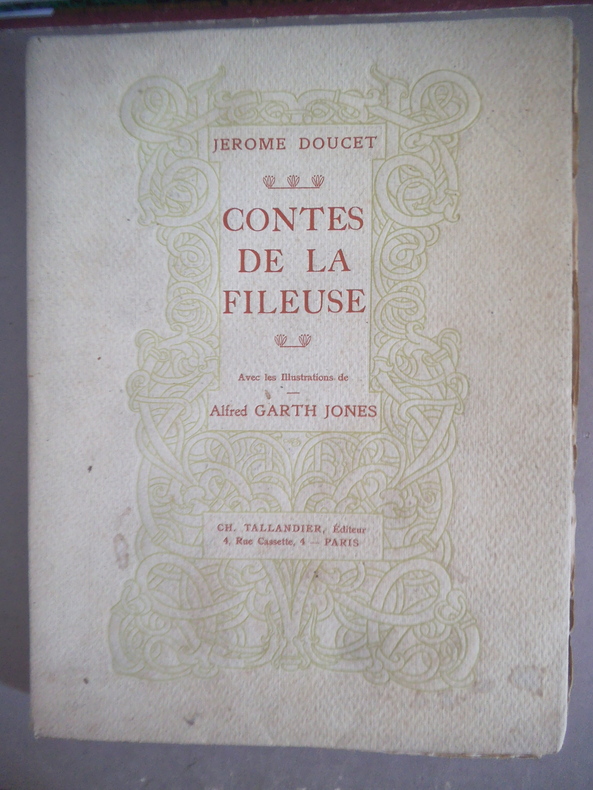 JEROME DOUCET
CONTES
DE LA
FILEUSE
Avec les Illustrations de
Alfred GARTH JONES
CH. TALLANDIER, Éditeur
4, Rue Cassette, 4 — PARIS